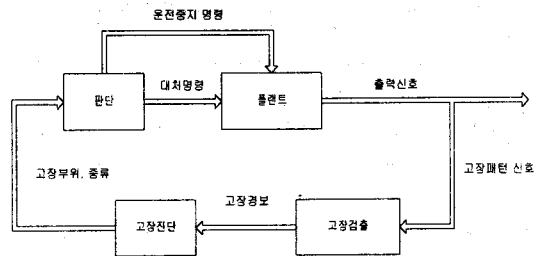 운전중지 명령
판단
대처명령
플랜트
출력신호
고장부위, 종류
고장패턴 신호
고장경보
고장진단
고장검출